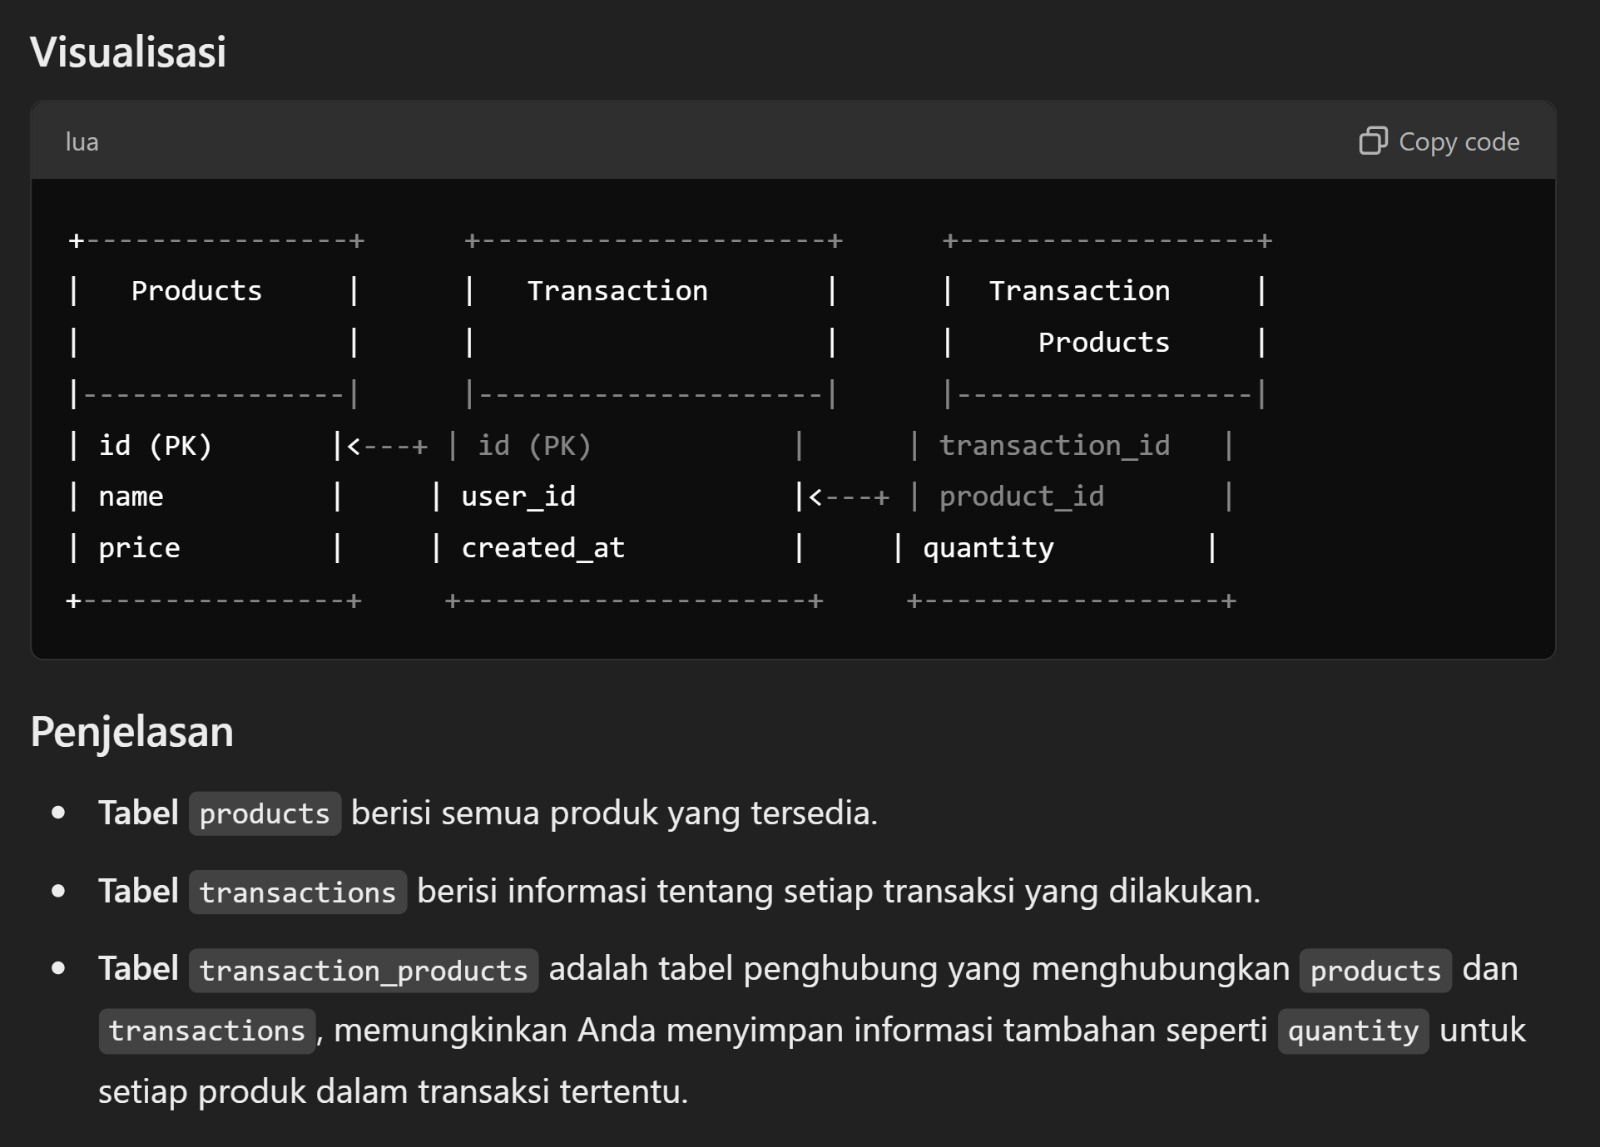 Visualisasi
lua
Copy code
+----------------+      +---------------------+      +------------------+
|   Products     |      |   Transaction       |      |  Transaction     |
|                |      |                     |      |     Products     |
|----------------|      |---------------------|      |------------------|
| id (PK)       |<---+ | id (PK)            |      | transaction_id   |
| name          |     | user_id             |<---+ | product_id       |
| price         |     | created_at          |     | quantity         |
+----------------+     +---------------------+     +------------------+
Penjelasan
• Tabel products berisi semua produk yang tersedia.
• Tabel transactions berisi informasi tentang setiap transaksi yang dilakukan.
• Tabel transaction_products adalah tabel penghubung yang menghubungkan products dan
transactions, memungkinkan Anda menyimpan informasi tambahan seperti quantity untuk
setiap produk dalam transaksi tertentu.